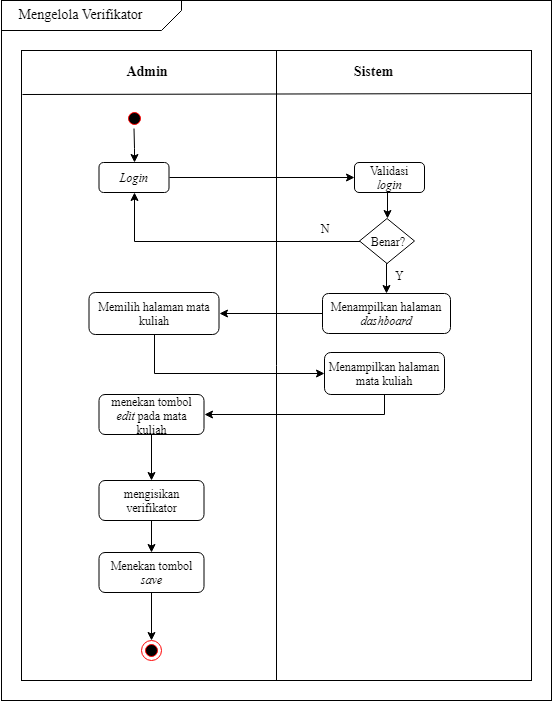 Mengelola Verifikator
Admin
Sistem
Login
Validasi
login
N
Benar?
Y
Memilih halaman mata
kuliah
Menampilkan halaman
dashboard
Menampilkan halaman
mata kuliah
menekan tombol
edit pada mata
kuliah
mengisikan
verifikator
Menekan tombol
save